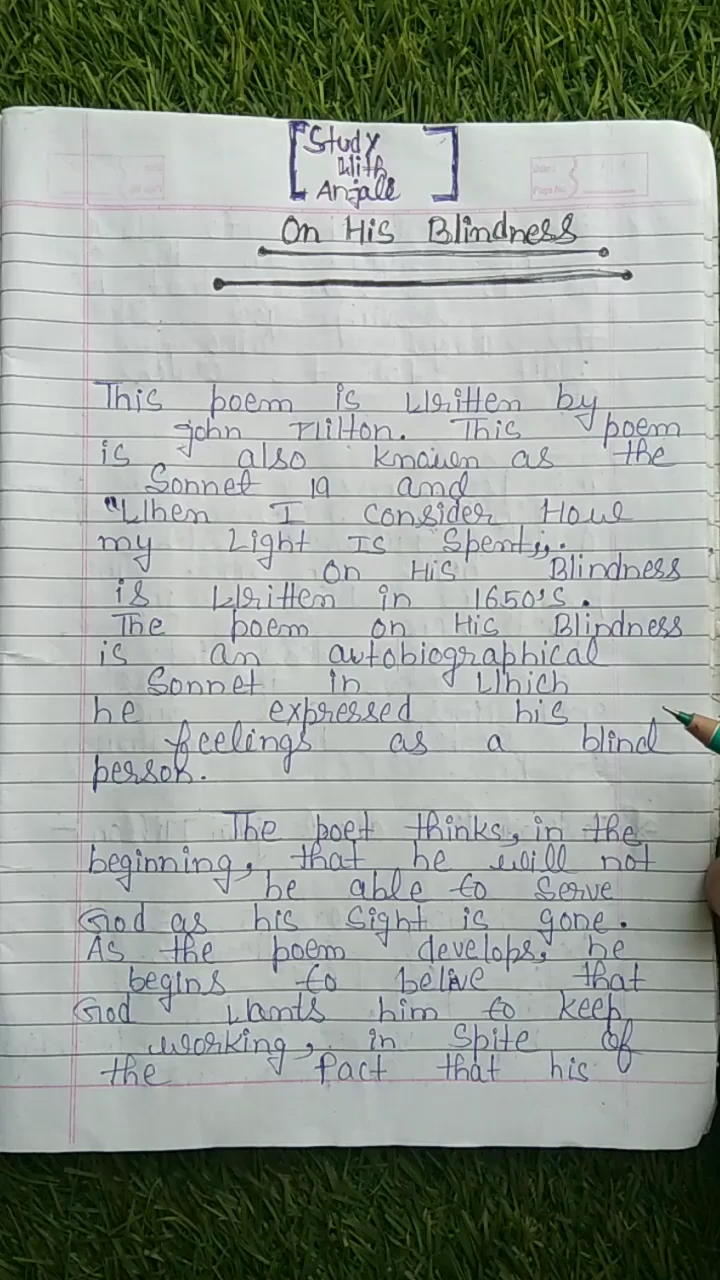 Study
With
Anjali
On His Blindness
This poem is written by
john Milton. This poem
is also known as the
Sonnet 19 and
"When I consider How
my Light Is Spent,,.
On His Blindness
is written in 1650's.
The poem on His Blindness
is an autobiographical
Sonnet in Which
he expressed his
feelings as a blind
person.
The poet thinks, in the
beginning, that he will not
be able to serve
God as his sight is gone.
As the poem develops, he
begins to belive that
God wants him to keep
working, in spite of
the fact that his